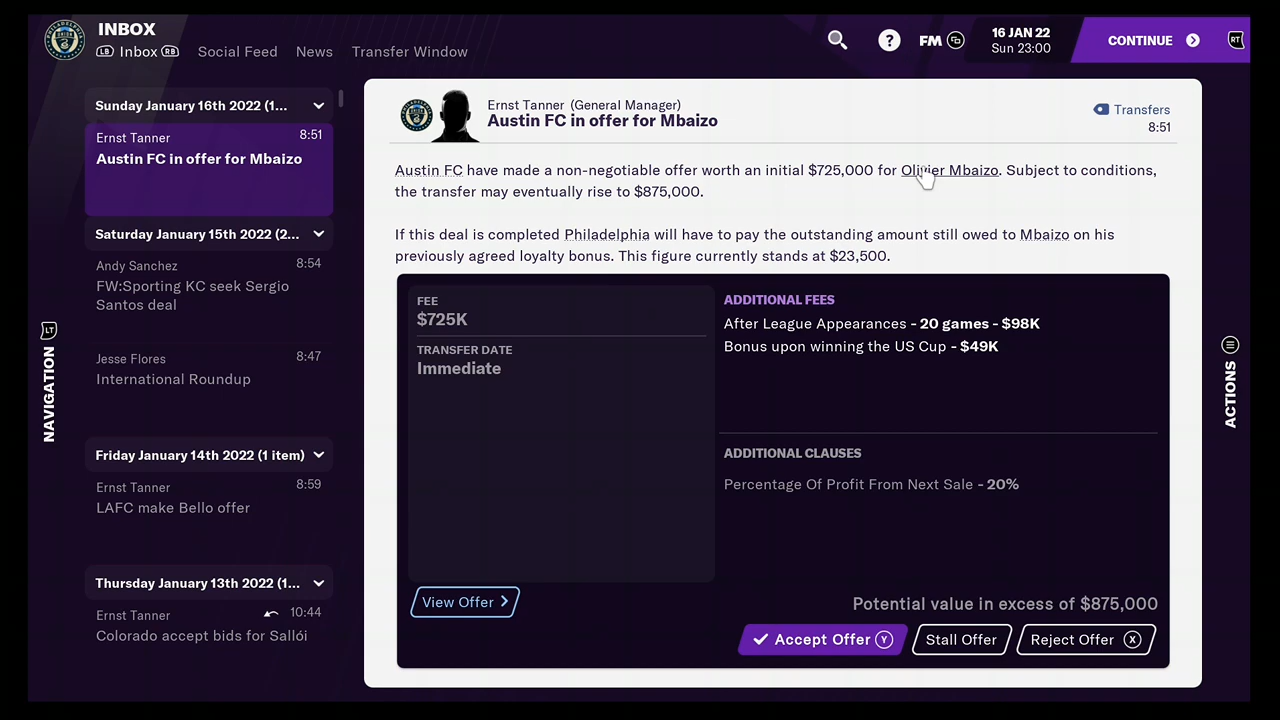 INBOX
LB Inbox RB Social Feed News Transfer Window
? FM
16 JAN 22
Sun 23:00
CONTINUE RT
Sunday January 16th 2022 (1...
Ernst Tanner 8:51
Austin FC in offer for Mbaizo
Saturday January 15th 2022 (2...
Andy Sanchez 8:54
FW:Sporting KC seek Sergio
Santos deal
Jesse Flores 8:47
International Roundup
Friday January 14th 2022 (1 item)
Ernst Tanner 8:59
LAFC make Bello offer
Thursday January 13th 2022 (1...
Ernst Tanner 10:44
Colorado accept bids for Sallói
LT
NAVIGATION
Ernst Tanner (General Manager)
Austin FC in offer for Mbaizo
Transfers
8:51
Austin FC have made a non-negotiable offer worth an initial $725,000 for Olivier Mbaizo. Subject to conditions,
the transfer may eventually rise to $875,000.
If this deal is completed Philadelphia will have to pay the outstanding amount still owed to Mbaizo on his
previously agreed loyalty bonus. This figure currently stands at $23,500.
FEE
$725K
TRANSFER DATE
Immediate
ADDITIONAL FEES
After League Appearances - 20 games - $98K
Bonus upon winning the US Cup - $49K
ADDITIONAL CLAUSES
Percentage Of Profit From Next Sale - 20%
View Offer
Potential value in excess of $875,000
Accept Offer Y Stall Offer Reject Offer X
ACTIONS